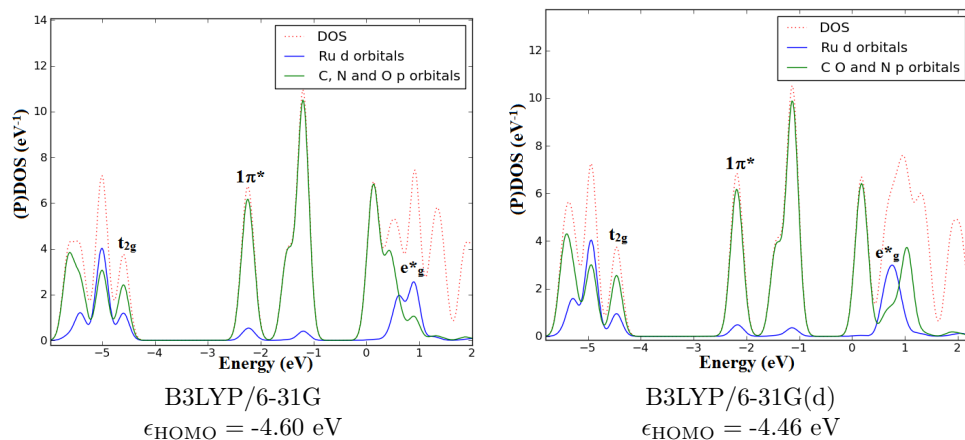 14
12
10
8
6
4
2
0
(P)DOS (eV⁻¹)
DOS
Ru d orbitals
C, N and O p orbitals
1π*
t2g
e*g
−5
−4
−3
−2
−1
0
1
2
Energy (eV)
B3LYP/6-31G
ϵHOMO = -4.60 eV
12
10
8
6
4
2
0
(P)DOS (eV⁻¹)
DOS
Ru d orbitals
C O and N p orbitals
1π*
t2g
e*g
−5
−4
−3
−2
−1
0
1
2
Energy (eV)
B3LYP/6-31G(d)
ϵHOMO = -4.46 eV